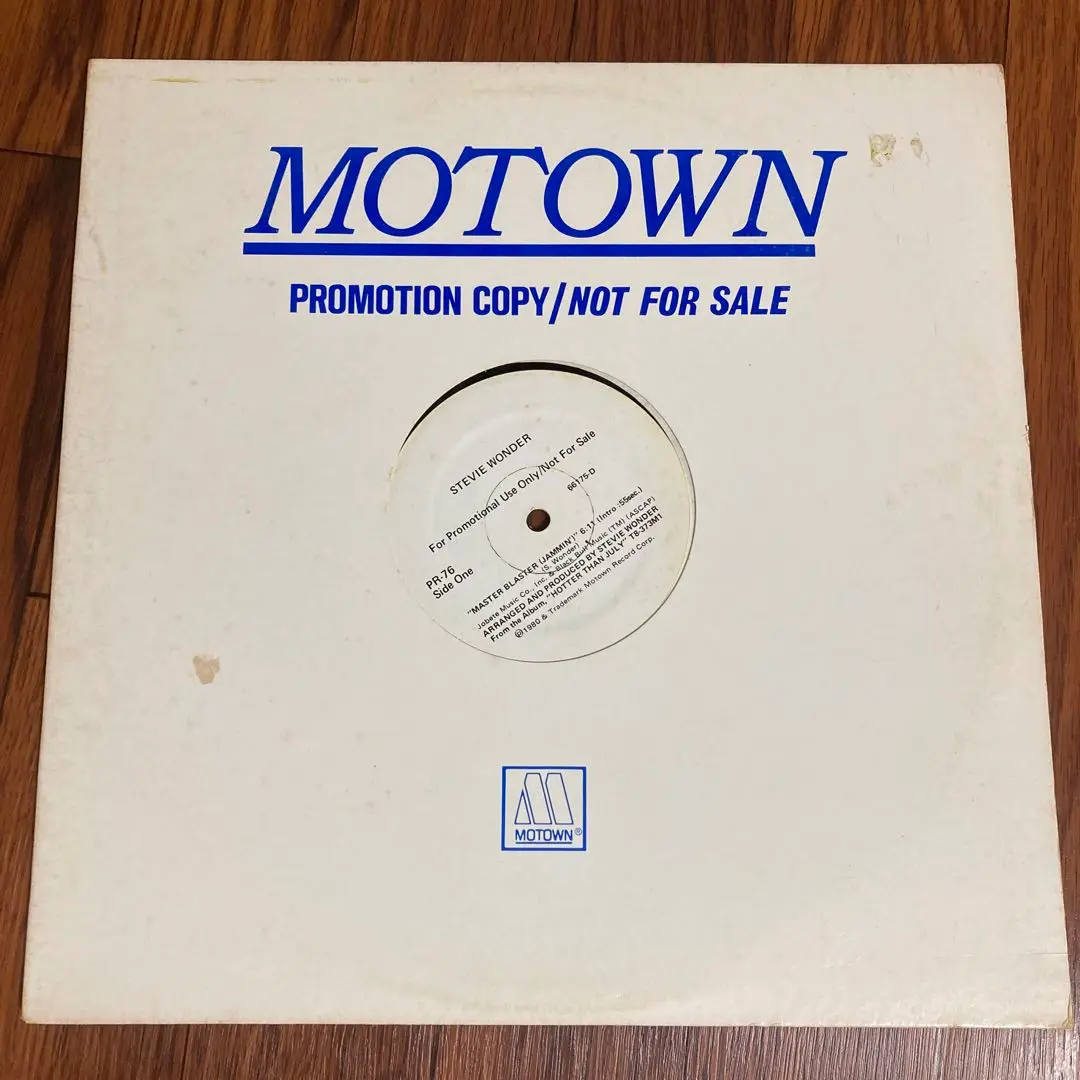 MOTOWN
PROMOTION COPY/NOT FOR SALE
STEVIE WONDER
For Promotional Use Only/Not For Sale
66175-D
PR-76
Side One
"MASTER BLASTER (JAMMIN')" 6:11 (Intro :55sec.)
(S. Wonder)
Jobete Music Co., Inc. & Black Bull Music (TM) (ASCAP)
ARRANGED AND PRODUCED BY STEVIE WONDER
From the Album, "HOTTER THAN JULY" T8-373M1
℗1980 & Trademark Motown Record Corp.
MOTOWN®